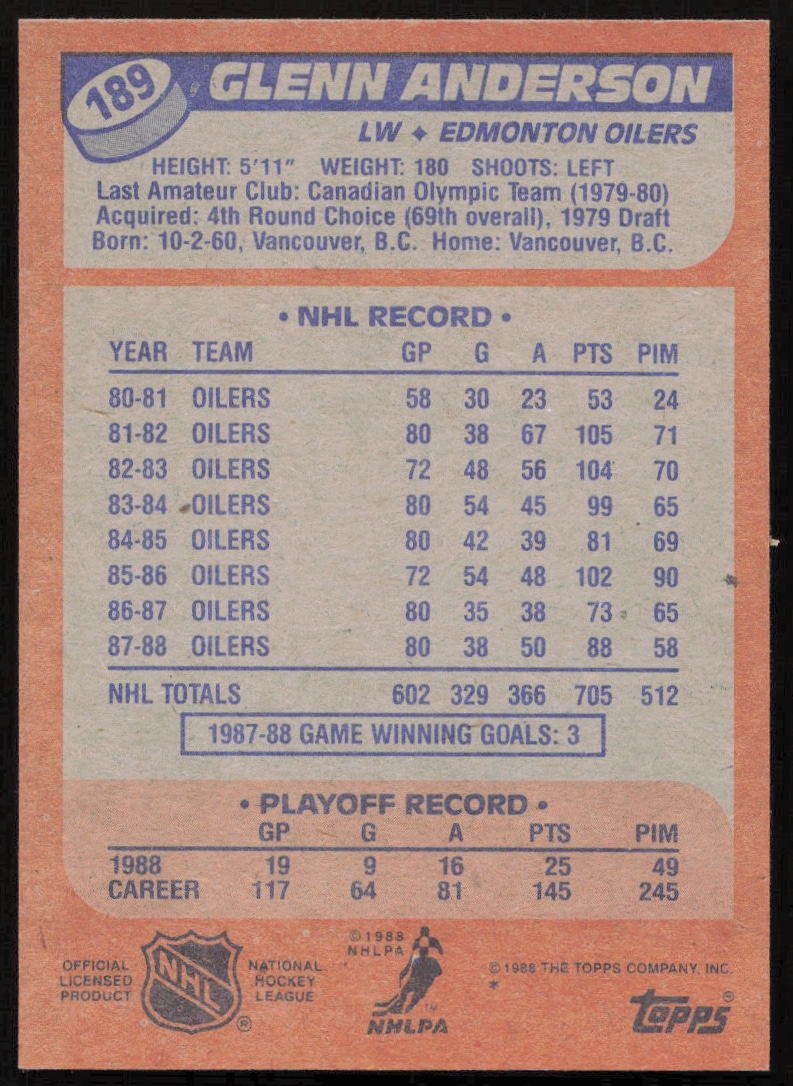 189 GLENN ANDERSON
LW ♦ EDMONTON OILERS
HEIGHT: 5'11" WEIGHT: 180 SHOOTS: LEFT
Last Amateur Club: Canadian Olympic Team (1979-80)
Acquired: 4th Round Choice (69th overall), 1979 Draft
Born: 10-2-60, Vancouver, B.C. Home: Vancouver, B.C.
• NHL RECORD •
YEAR TEAM GP G A PTS PIM
80-81 OILERS 58 30 23 53 24
81-82 OILERS 80 38 67 105 71
82-83 OILERS 72 48 56 104 70
83-84 OILERS 80 54 45 99 65
84-85 OILERS 80 42 39 81 69
85-86 OILERS 72 54 48 102 90
86-87 OILERS 80 35 38 73 65
87-88 OILERS 80 38 50 88 58
NHL TOTALS 602 329 366 705 512
1987-88 GAME WINNING GOALS: 3
• PLAYOFF RECORD •
GP G A PTS PIM
1988 19 9 16 25 49
CAREER 117 64 81 145 245
OFFICIAL
LICENSED
PRODUCT
NHL ®
NATIONAL
HOCKEY
LEAGUE
©1988
NHLPA
™
NHLPA
© 1988 THE TOPPS COMPANY, INC.
*
topps ®